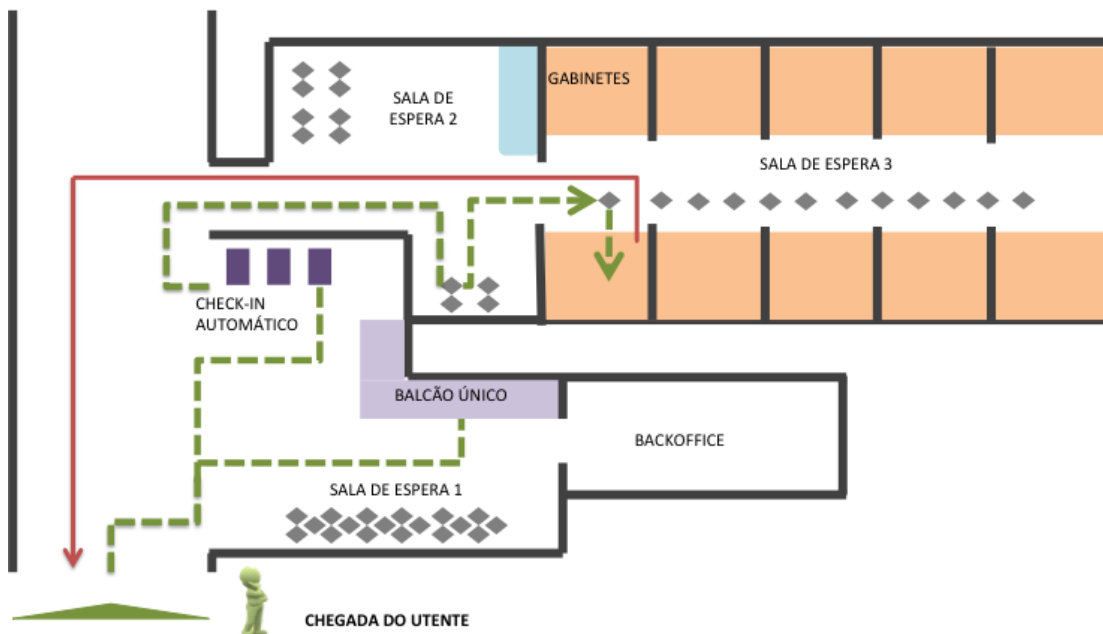 GABINETES
SALA DE
ESPERA 2
SALA DE ESPERA 3
CHECK-IN
AUTOMÁTICO
BALCÃO ÚNICO
BACKOFFICE
SALA DE ESPERA 1
CHEGADA DO UTENTE